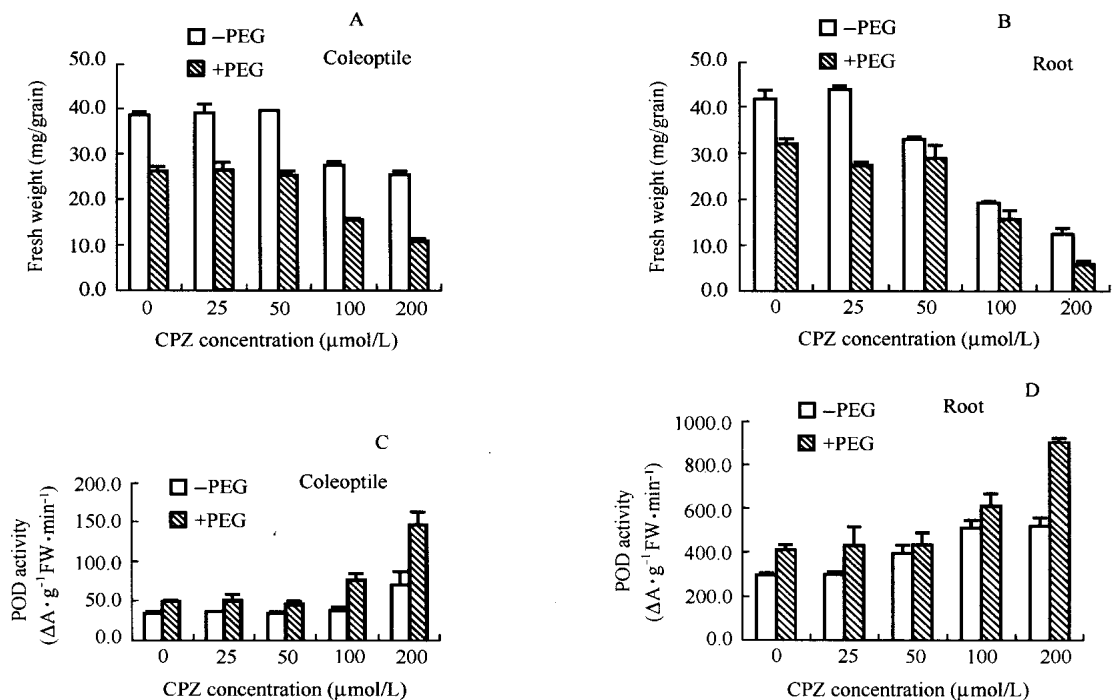 A
−PEG
+PEG
Coleoptile
Fresh weight (mg/grain)
50.0
40.0
30.0
20.0
10.0
0.0
0 25 50 100 200
CPZ concentration (μmol/L)
B
−PEG
+PEG
Root
Fresh weight (mg/grain)
50.0
40.0
30.0
20.0
10.0
0.0
0 25 50 100 200
CPZ concentration (μmol/L)
C
−PEG
+PEG
Coleoptile
POD activity
(ΔA·g⁻¹FW·min⁻¹)
200.0
150.0
100.0
50.0
0.0
0 25 50 100 200
CPZ concentration (μmol/L)
D
−PEG
+PEG
Root
POD activity
(ΔA·g⁻¹FW·min⁻¹)
1000.0
800.0
600.0
400.0
200.0
0.0
0 25 50 100 200
CPZ concentration (μmol/L)